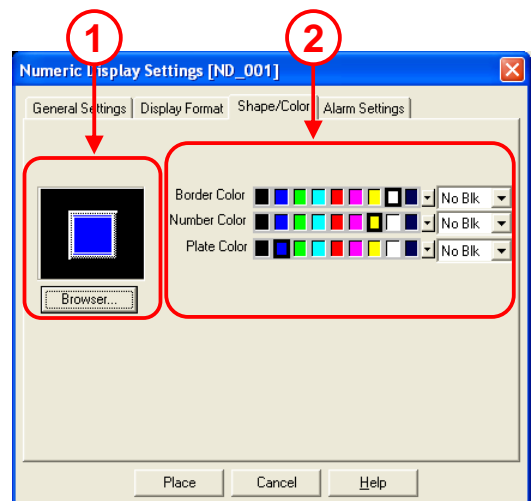 1 2
Numeric Display Settings [ND_001]
General Settings Display Format Shape/Color Alarm Settings
Border Color No Blk
Number Color No Blk
Plate Color No Blk
Browser...
Place Cancel Help